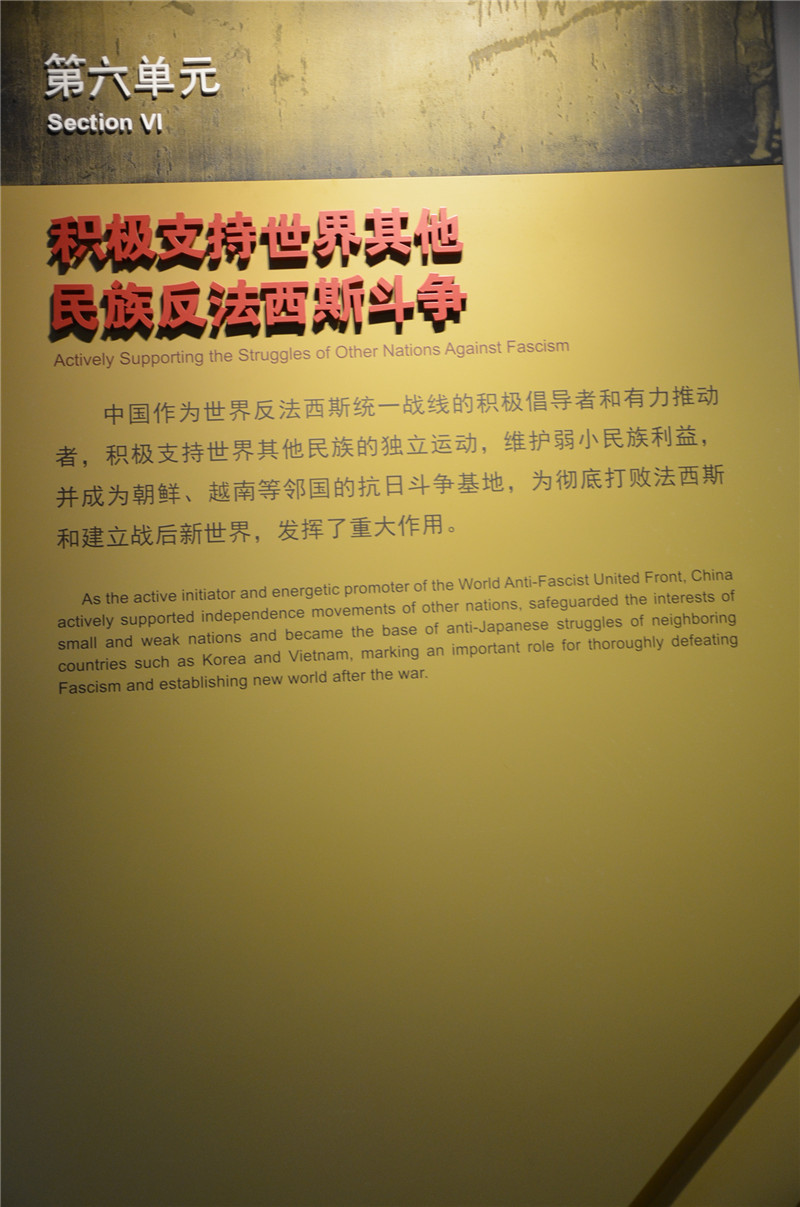 第六单元
Section VI
积极支持世界其他
民族反法西斯斗争
Actively Supporting the Struggles of Other Nations Against Fascism
中国作为世界反法西斯统一战线的积极倡导者和有力推动
者，积极支持世界其他民族的独立运动，维护弱小民族利益，
并成为朝鲜、越南等邻国的抗日斗争基地，为彻底打败法西斯
和建立战后新世界，发挥了重大作用。
As the active initiator and energetic promoter of the World Anti-Fascist United Front, China
actively supported independence movements of other nations, safeguarded the interests of
small and weak nations and became the base of anti-Japanese struggles of neighboring
countries such as Korea and Vietnam, marking an important role for thoroughly defeating
Fascism and establishing new world after the war.